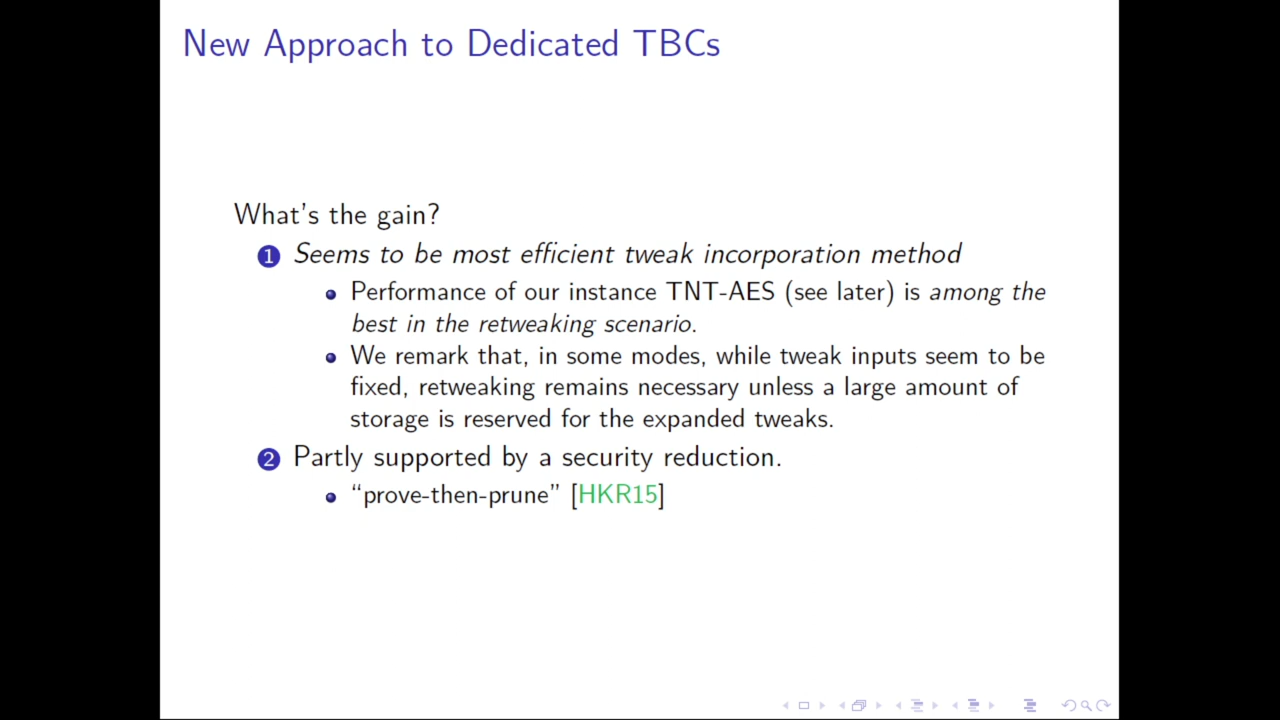 New Approach to Dedicated TBCs
What's the gain?
1 Seems to be most efficient tweak incorporation method
Performance of our instance TNT-AES (see later) is among the
best in the retweaking scenario.
We remark that, in some modes, while tweak inputs seem to be
fixed, retweaking remains necessary unless a large amount of
storage is reserved for the expanded tweaks.
2 Partly supported by a security reduction.
“prove-then-prune” [HKR15]